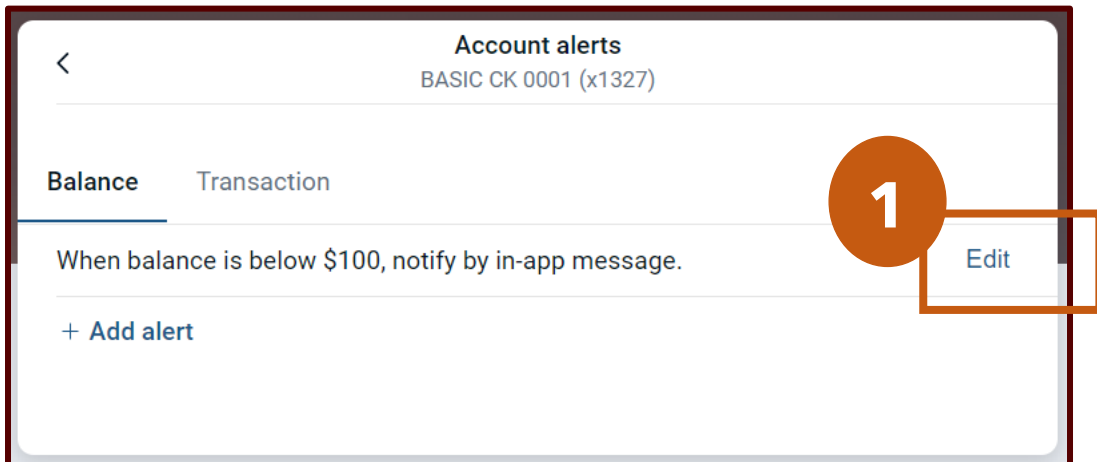 Account alerts
BASIC CK 0001 (x1327)
Balance Transaction
1
When balance is below $100, notify by in-app message. Edit
+ Add alert